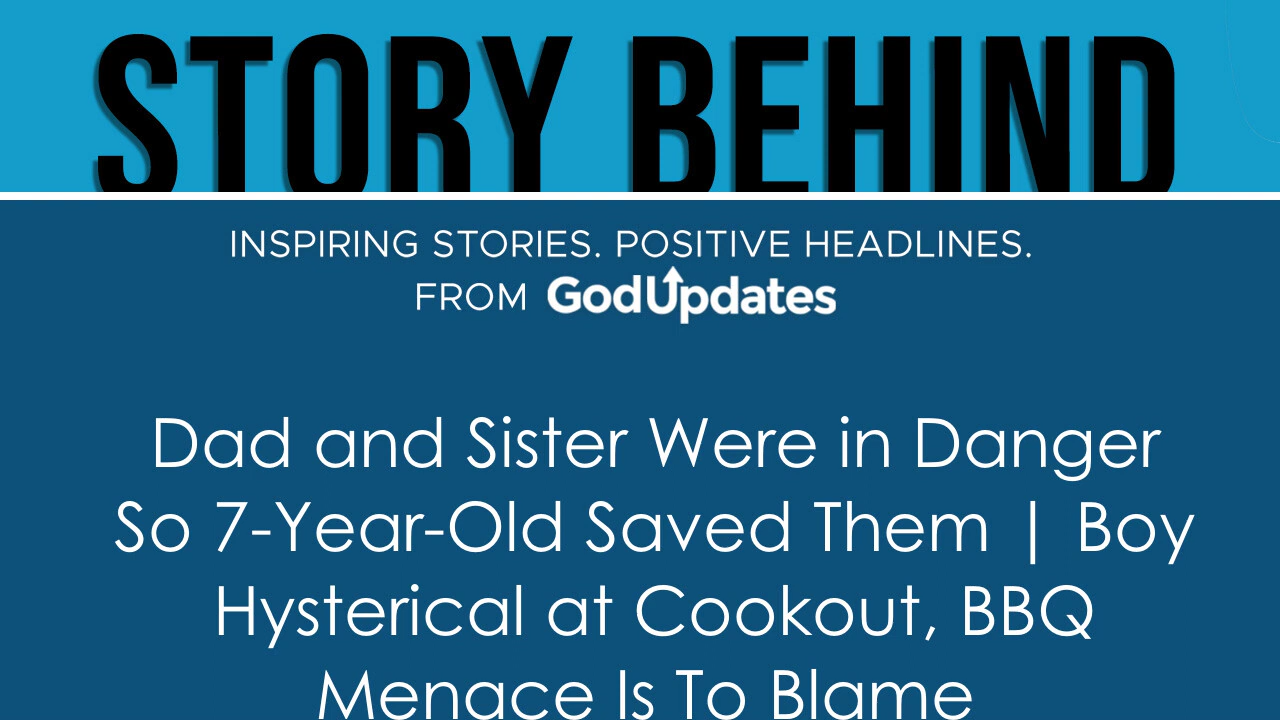 STORY BEHIND
INSPIRING STORIES. POSITIVE HEADLINES.
FROM GodUpdates
Dad and Sister Were in Danger
So 7-Year-Old Saved Them | Boy
Hysterical at Cookout, BBQ
Menace Is To Blame